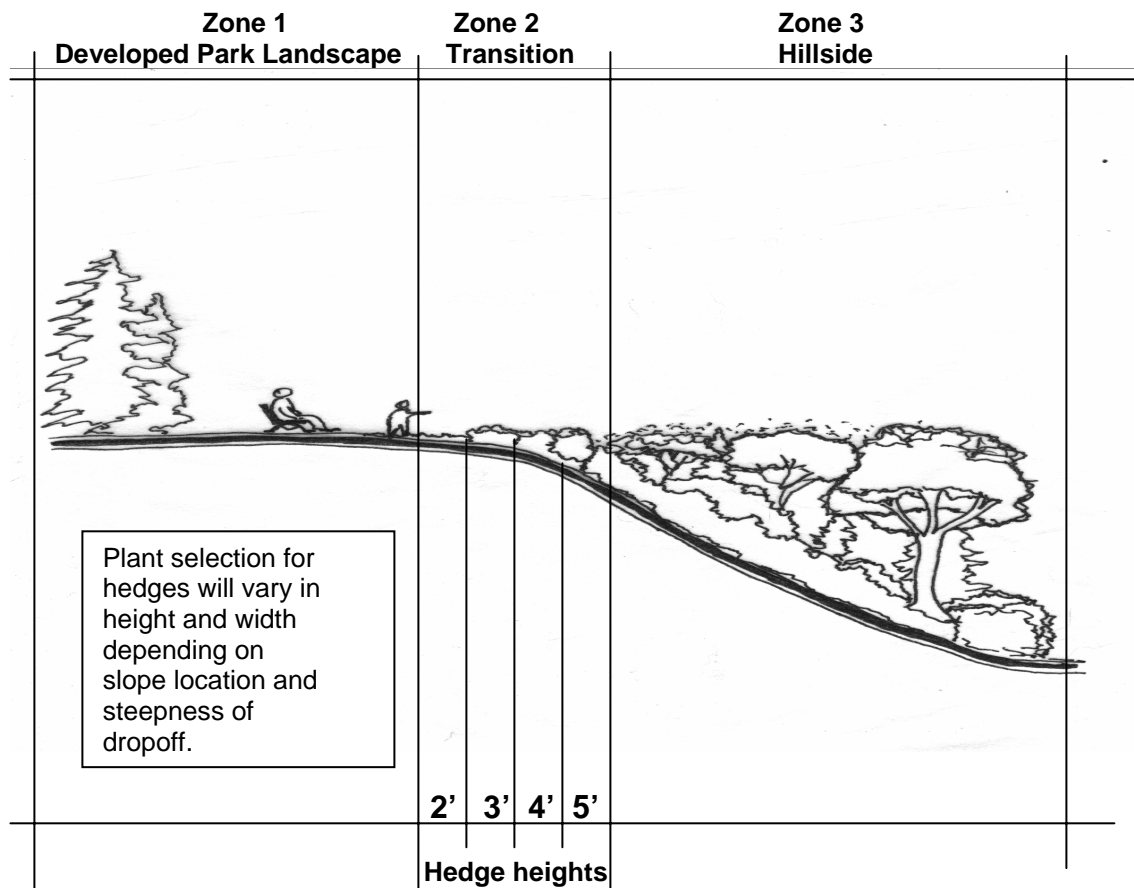 Zone 1
Developed Park Landscape
Zone 2
Transition
Zone 3
Hillside
Plant selection for
hedges will vary in
height and width
depending on
slope location and
steepness of
dropoff.
2’ 3’ 4’ 5’
Hedge heights